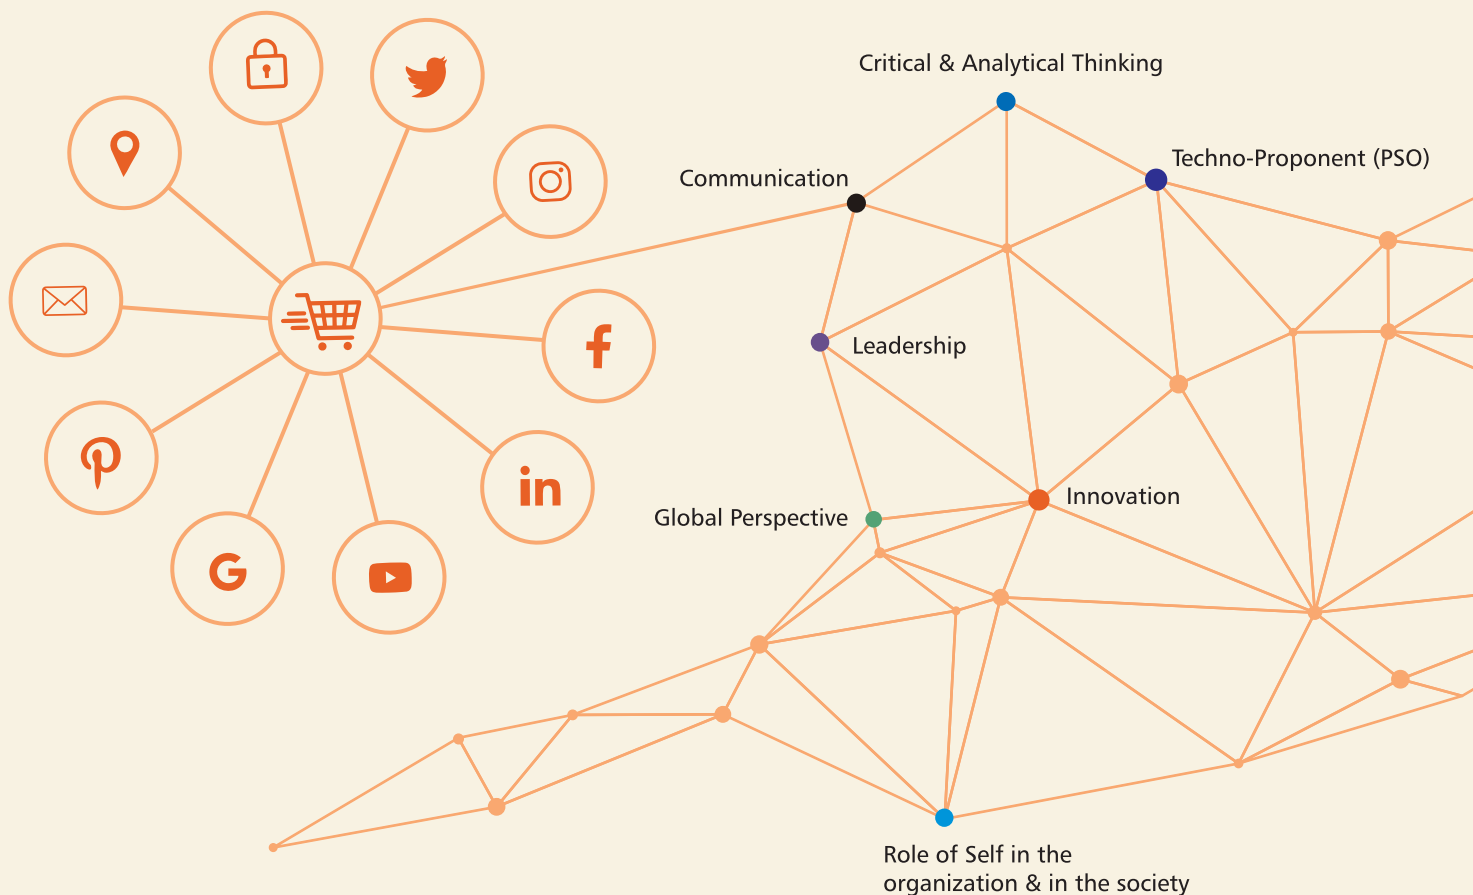 Critical & Analytical Thinking
Techno-Proponent (PSO)
Communication
Leadership
Innovation
Global Perspective
in
Role of Self in the
organization & in the society